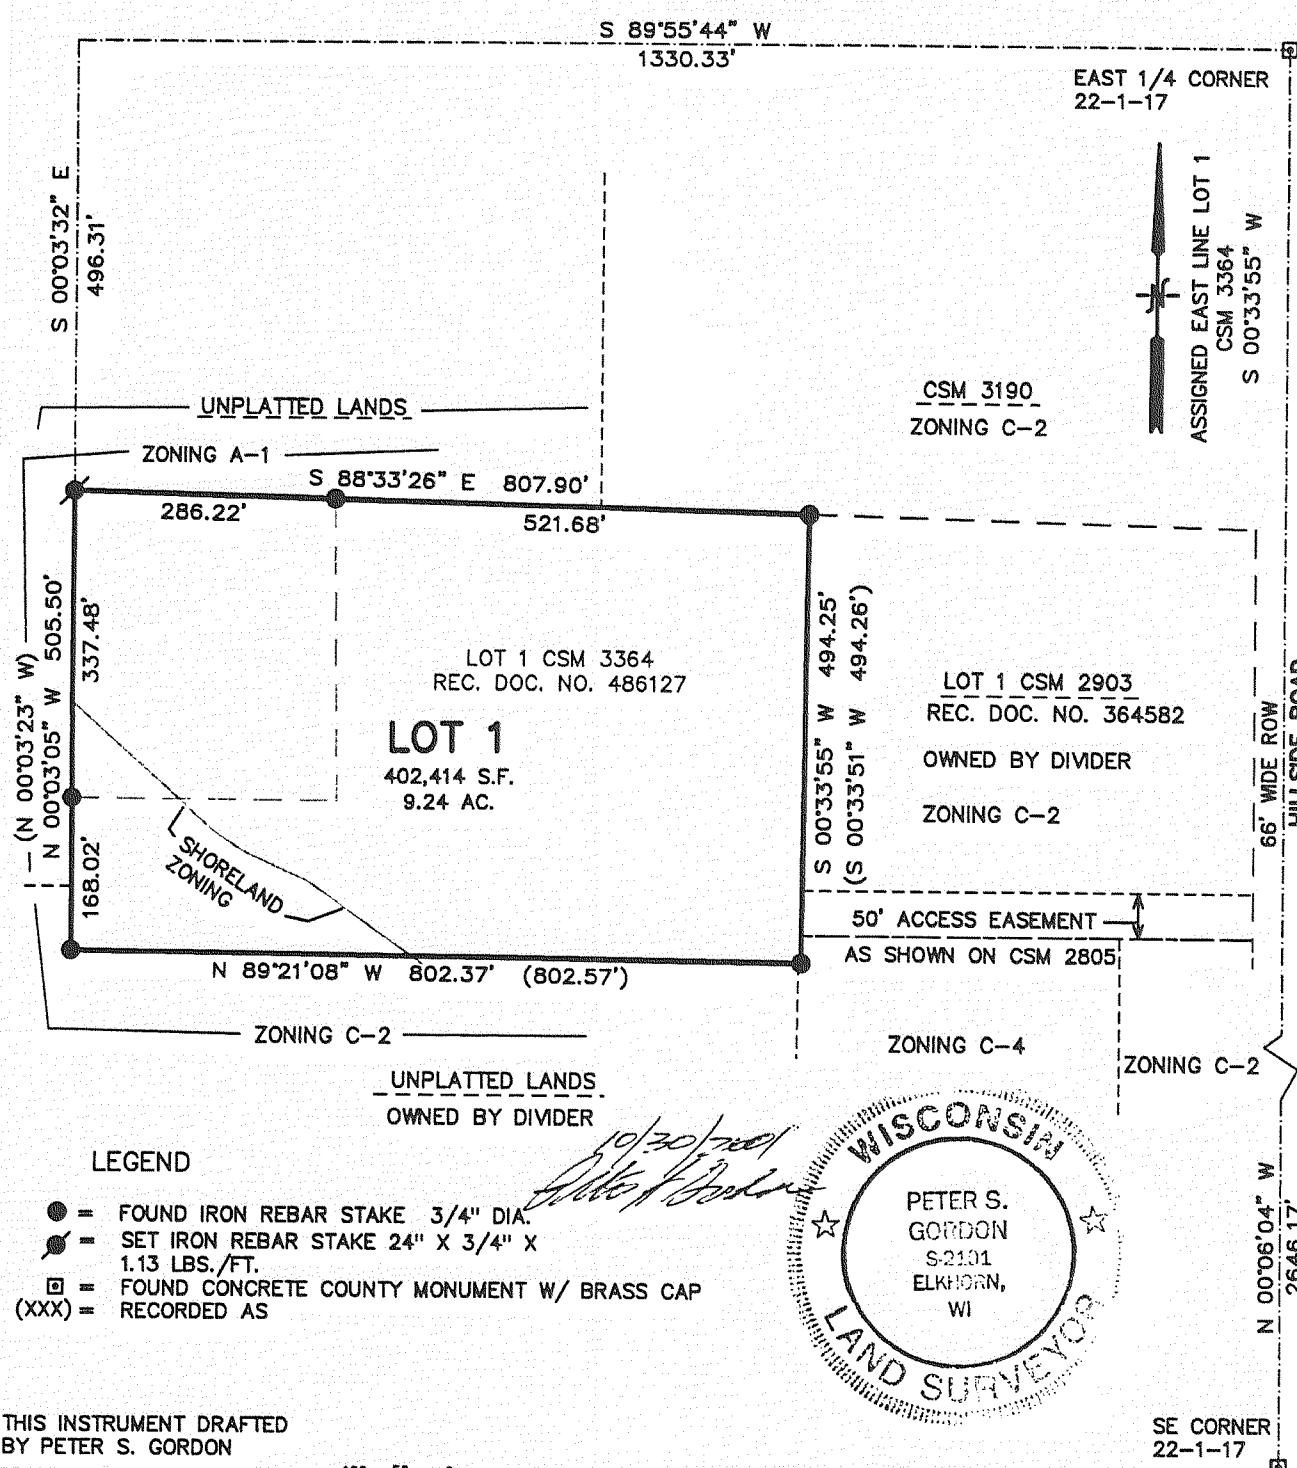 S 89°55'44" W
1330.33'
EAST 1/4 CORNER
22-1-17
S 00°03'32" E
496.31'
ASSIGNED EAST LINE LOT 1
CSM 3364
S 00°33'55" W
N
UNPLATTED LANDS
CSM 3190
ZONING C-2
ZONING A-1
S 88°33'26" E 807.90'
286.22'
521.68'
(N 00°03'23" W)
N 00°03'05" W 505.50'
337.48'
168.02'
LOT 1 CSM 3364
REC. DOC. NO. 486127
LOT 1
402,414 S.F.
9.24 AC.
SHORELAND
ZONING
S 00°33'55" W 494.25'
(S 00°33'51" W 494.26')
LOT 1 CSM 2903
REC. DOC. NO. 364582
OWNED BY DIVIDER
ZONING C-2
66' WIDE ROW
HILLSIDE ROAD
50' ACCESS EASEMENT
AS SHOWN ON CSM 2805
N 89°21'08" W 802.37' (802.57')
ZONING C-2
ZONING C-4
ZONING C-2
UNPLATTED LANDS
OWNED BY DIVIDER
10/30/2001
WISCONSIN
PETER S.
GORDON
S-2101
ELKHORN,
WI
LAND SURVEYOR
N 00°06'04" W
2646.17'
LEGEND
= FOUND IRON REBAR STAKE 3/4" DIA.
= SET IRON REBAR STAKE 24" X 3/4" X
1.13 LBS./FT.
= FOUND CONCRETE COUNTY MONUMENT W/ BRASS CAP
(XXX) = RECORDED AS
THIS INSTRUMENT DRAFTED
BY PETER S. GORDON
SE CORNER
22-1-17